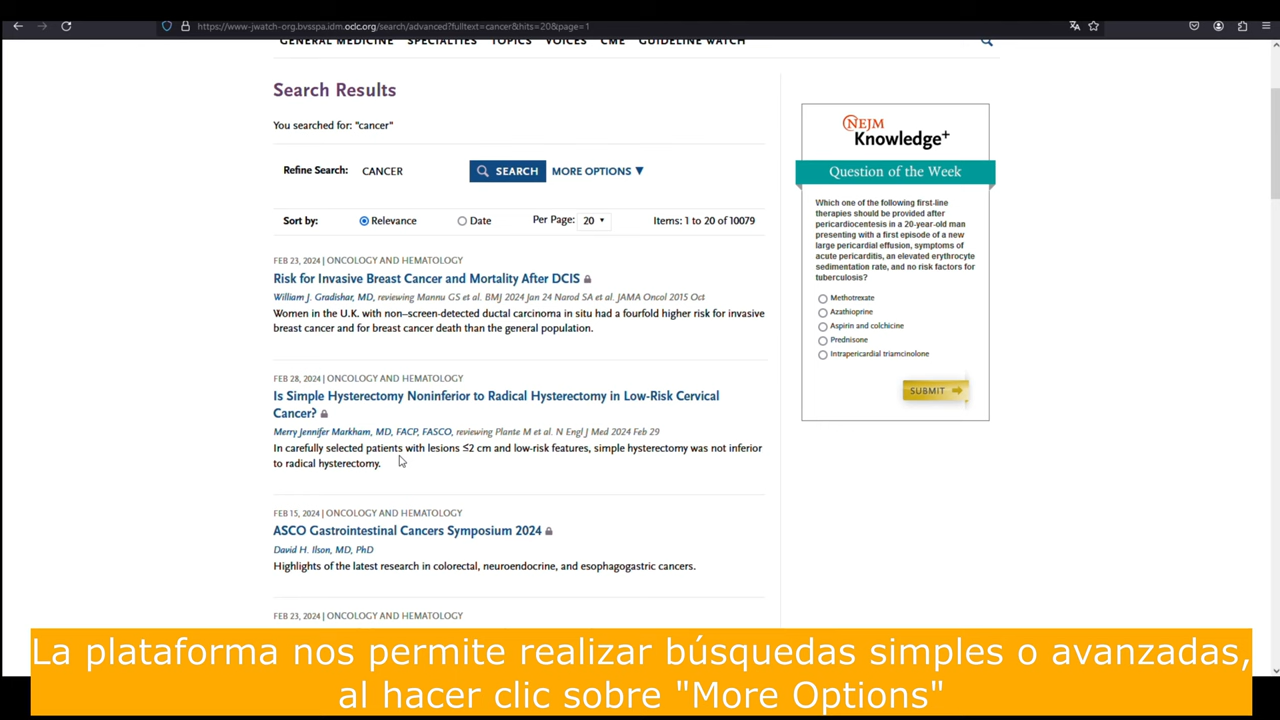 https://www-jwatch-org.bvsspa.idm.oclc.org/search/advanced?fulltext=cancer&hits=20&page=1
GENERAL MEDICINE SPECIALTIES TOPICS VOICES CME GUIDELINE WATCH
Search Results
You searched for: "cancer"
Refine Search: CANCER SEARCH MORE OPTIONS ▼
Sort by: Relevance Date Per Page: 20 Items: 1 to 20 of 10079
FEB 23, 2024 | ONCOLOGY AND HEMATOLOGY
Risk for Invasive Breast Cancer and Mortality After DCIS
William J. Gradishar, MD, reviewing Mannu GS et al. BMJ 2024 Jan 24 Narod SA et al. JAMA Oncol 2015 Oct
Women in the U.K. with non–screen-detected ductal carcinoma in situ had a fourfold higher risk for invasive
breast cancer and for breast cancer death than the general population.
FEB 28, 2024 | ONCOLOGY AND HEMATOLOGY
Is Simple Hysterectomy Noninferior to Radical Hysterectomy in Low-Risk Cervical
Cancer?
Merry Jennifer Markham, MD, FACP, FASCO, reviewing Plante M et al. N Engl J Med 2024 Feb 29
In carefully selected patients with lesions ≤2 cm and low-risk features, simple hysterectomy was not inferior
to radical hysterectomy.
FEB 15, 2024 | ONCOLOGY AND HEMATOLOGY
ASCO Gastrointestinal Cancers Symposium 2024
David H. Ilson, MD, PhD
Highlights of the latest research in colorectal, neuroendocrine, and esophagogastric cancers.
FEB 23, 2024 | ONCOLOGY AND HEMATOLOGY
NEJM
Knowledge+
Question of the Week
Which one of the following first-line
therapies should be provided after
pericardiocentesis in a 20-year-old man
presenting with a first episode of a new
large pericardial effusion, symptoms of
acute pericarditis, an elevated erythrocyte
sedimentation rate, and no risk factors for
tuberculosis?
Methotrexate
Azathioprine
Aspirin and colchicine
Prednisone
Intrapericardial triamcinolone
SUBMIT
La plataforma nos permite realizar búsquedas simples o avanzadas,
al hacer clic sobre "More Options"